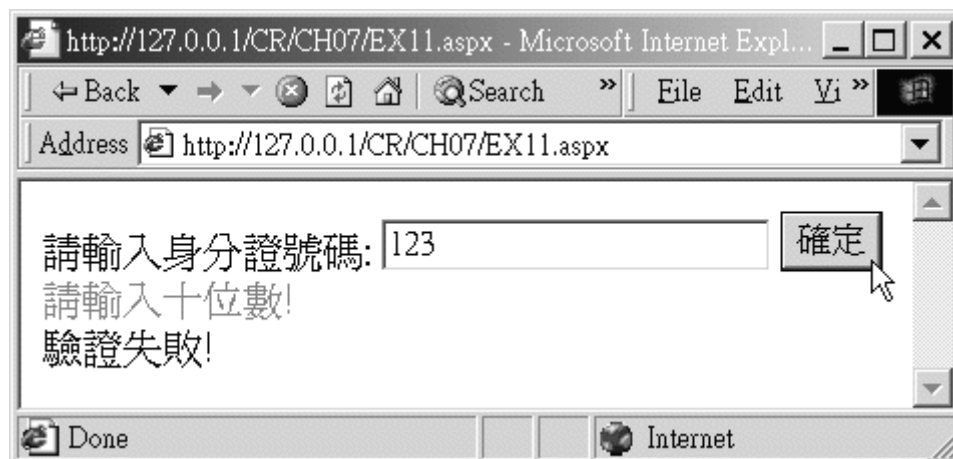 http://127.0.0.1/CR/CH07/EX11.aspx - Microsoft Internet Expl...
Back Search » File Edit Vi »
Address http://127.0.0.1/CR/CH07/EX11.aspx
請輸入身分證號碼: 123 確定
請輸入十位數!
驗證失敗!
Done Internet